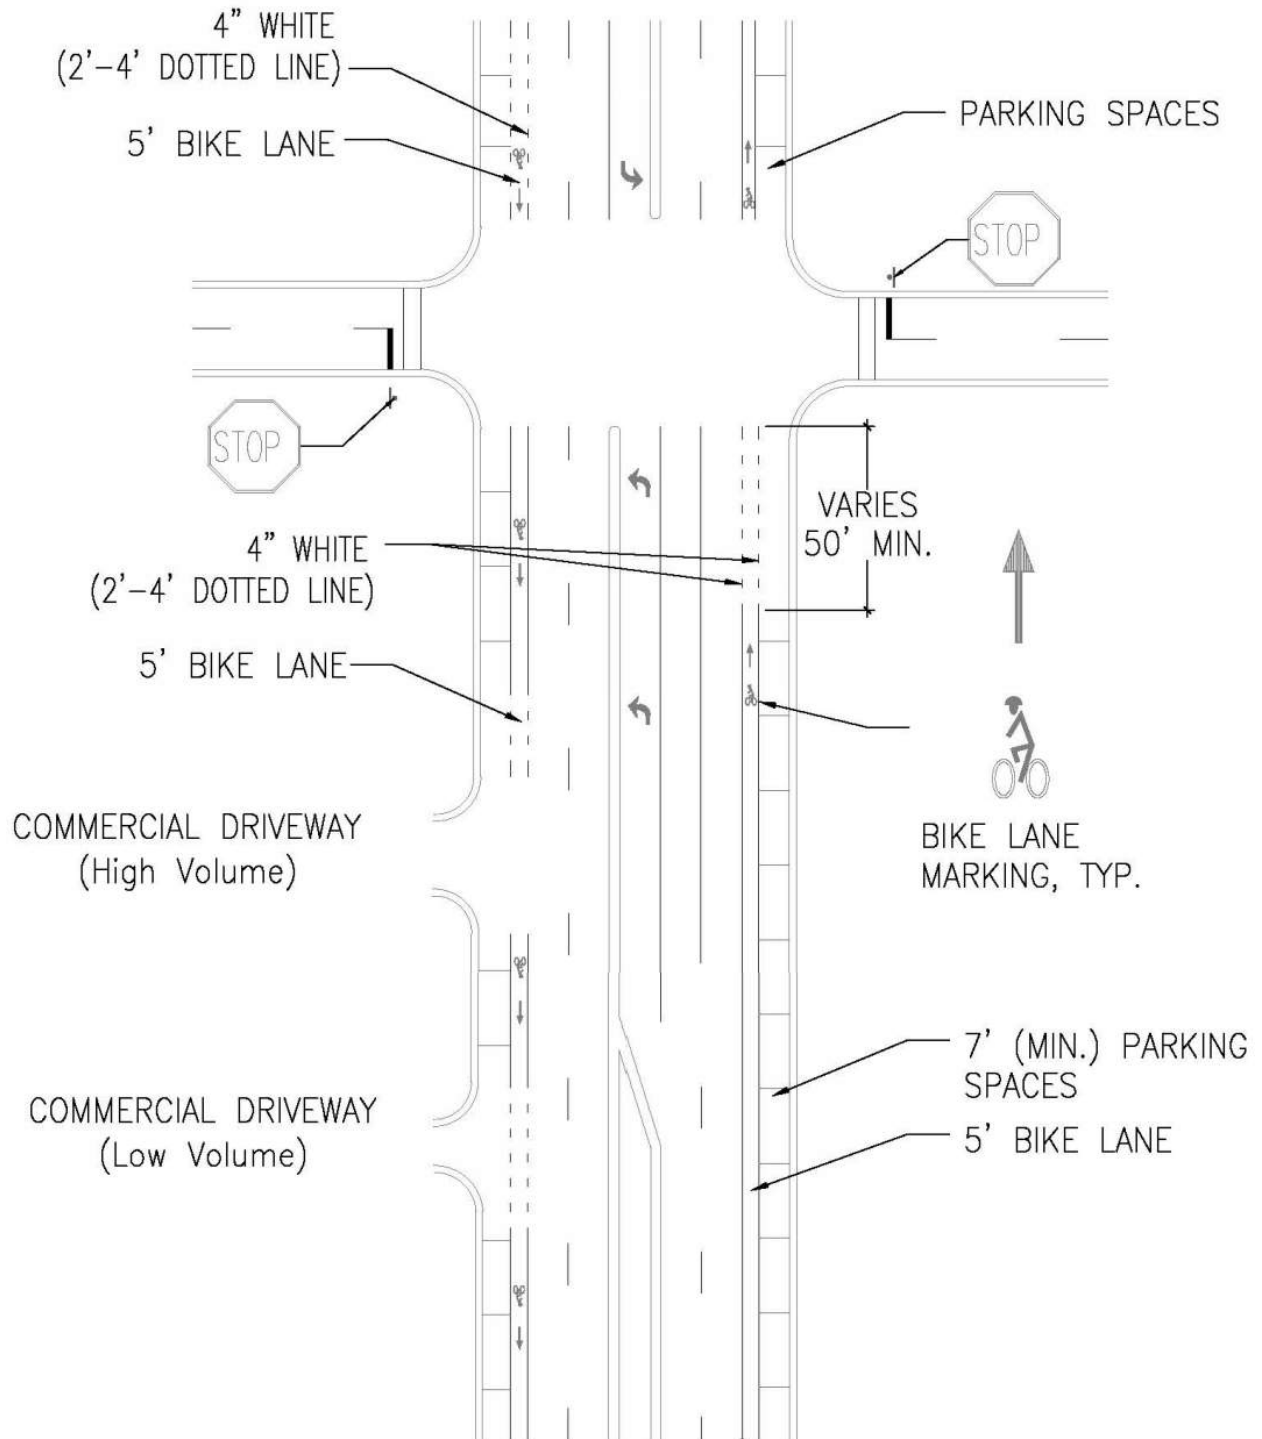 4” WHITE
(2’-4’ DOTTED LINE)
5’ BIKE LANE
PARKING SPACES
STOP
STOP
4” WHITE
(2’-4’ DOTTED LINE)
5’ BIKE LANE
VARIES
50’ MIN.
COMMERCIAL DRIVEWAY
(High Volume)
BIKE LANE
MARKING, TYP.
7’ (MIN.) PARKING
SPACES
5’ BIKE LANE
COMMERCIAL DRIVEWAY
(Low Volume)